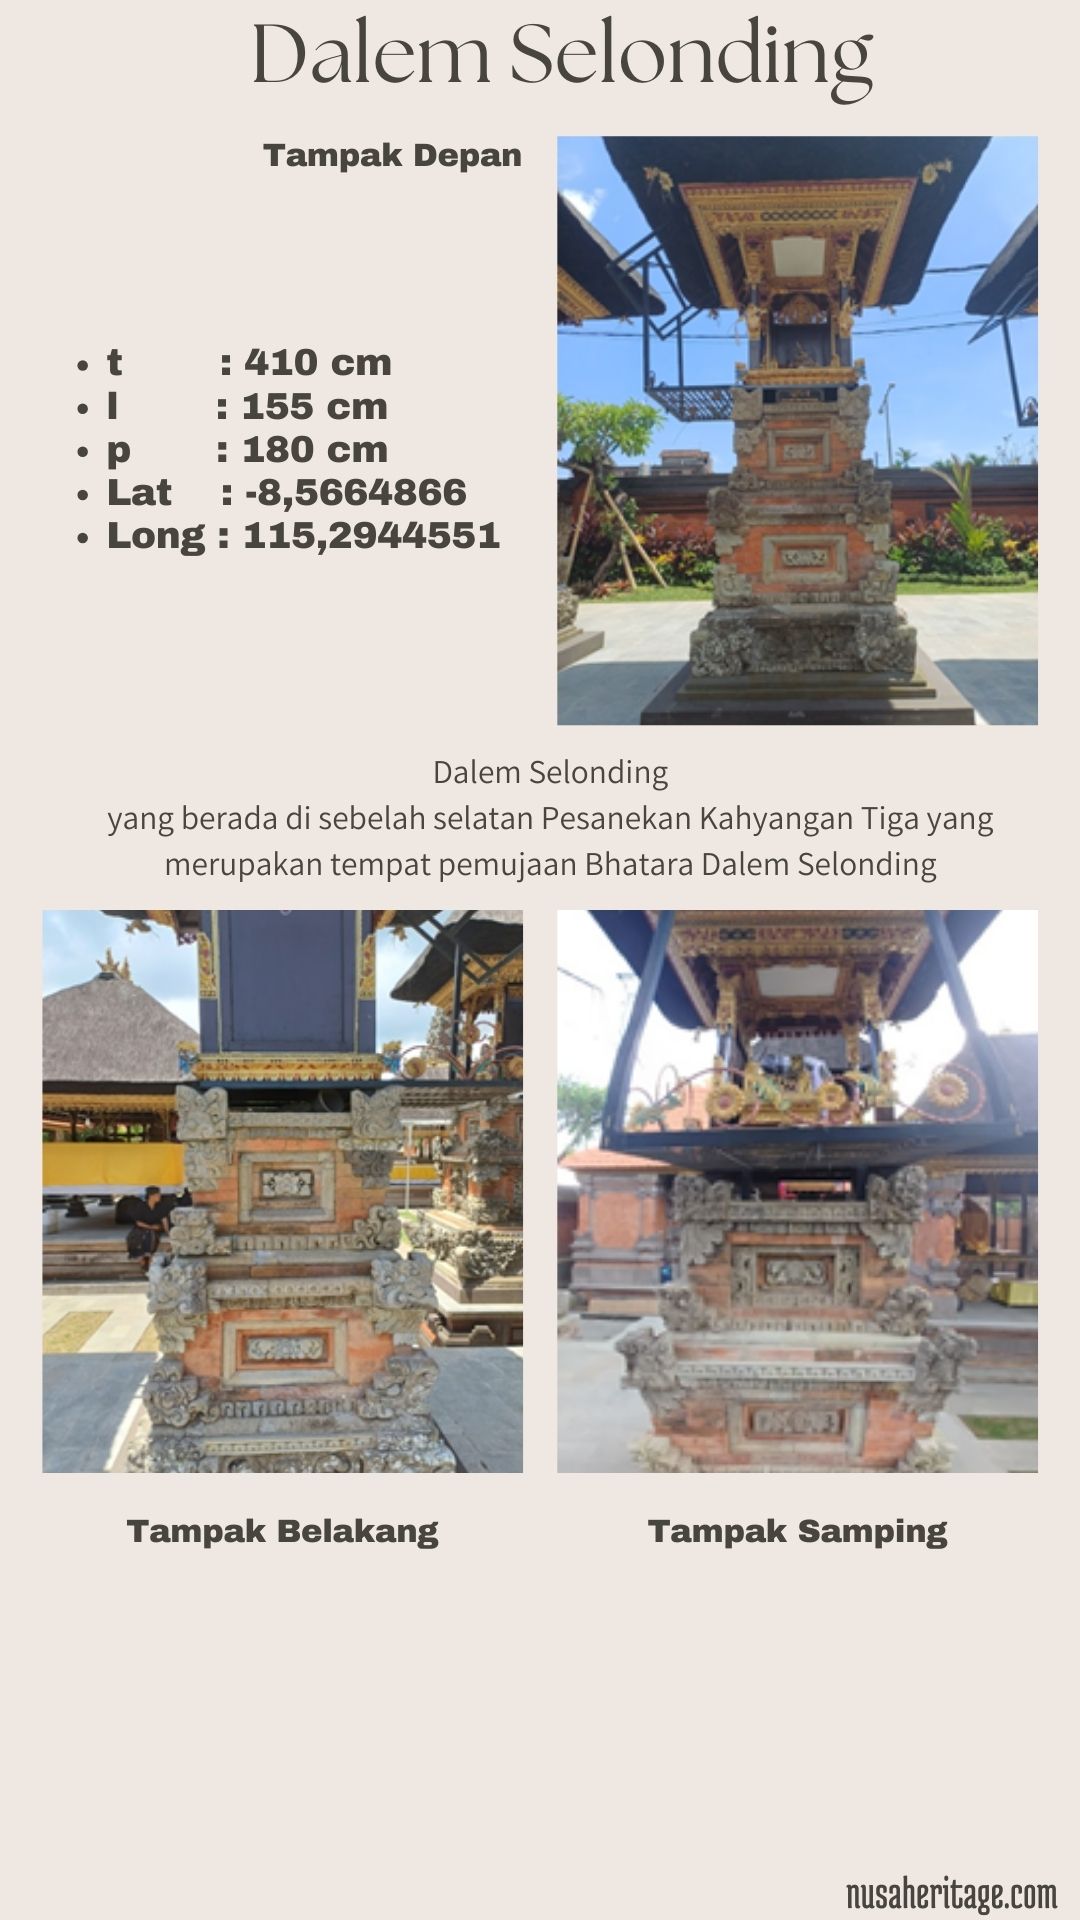 Dalem Selonding
Tampak Depan
• t : 410 cm
• l : 155 cm
• p : 180 cm
• Lat : -8,5664866
• Long : 115,2944551
Dalem Selonding
yang berada di sebelah selatan Pesanekan Kahyangan Tiga yang
merupakan tempat pemujaan Bhatara Dalem Selonding
Tampak Belakang
Tampak Samping
nusaheritage.com